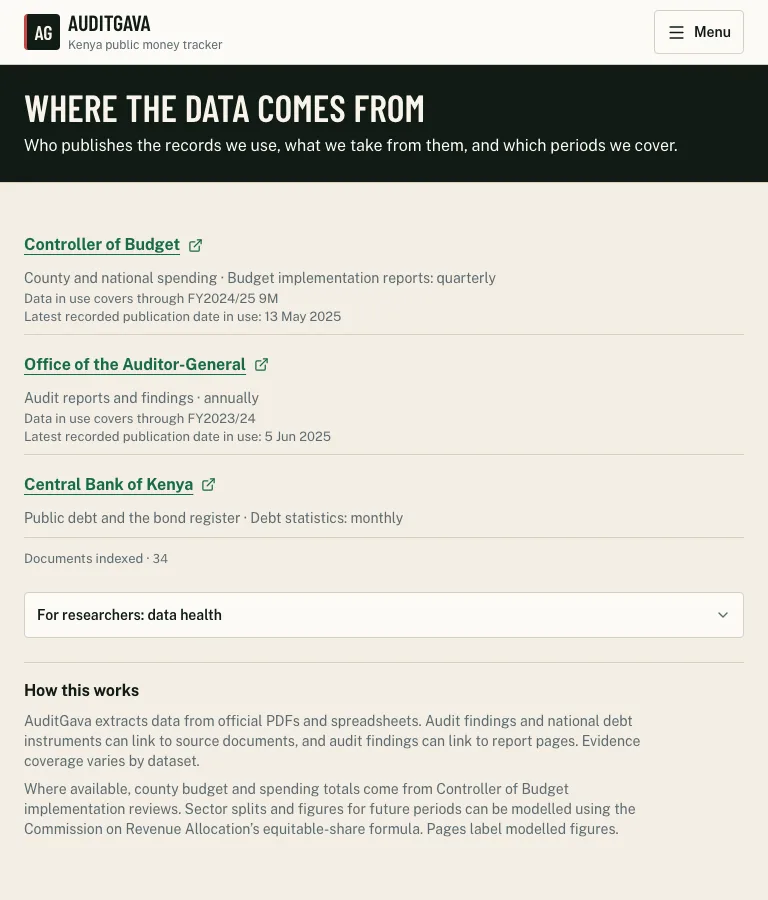 AG
AUDITGAVA
Kenya public money tracker
Menu
WHERE THE DATA COMES FROM
Who publishes the records we use, what we take from them, and which periods we cover.
Controller of Budget
County and national spending · Budget implementation reports: quarterly
Data in use covers through FY2024/25 9M
Latest recorded publication date in use: 13 May 2025
Office of the Auditor-General
Audit reports and findings · annually
Data in use covers through FY2023/24
Latest recorded publication date in use: 5 Jun 2025
Central Bank of Kenya
Public debt and the bond register · Debt statistics: monthly
Documents indexed · 34
For researchers: data health
How this works
AuditGava extracts data from official PDFs and spreadsheets. Audit findings and national debt
instruments can link to source documents, and audit findings can link to report pages. Evidence
coverage varies by dataset.
Where available, county budget and spending totals come from Controller of Budget
implementation reviews. Sector splits and figures for future periods can be modelled using the
Commission on Revenue Allocation’s equitable-share formula. Pages label modelled figures.